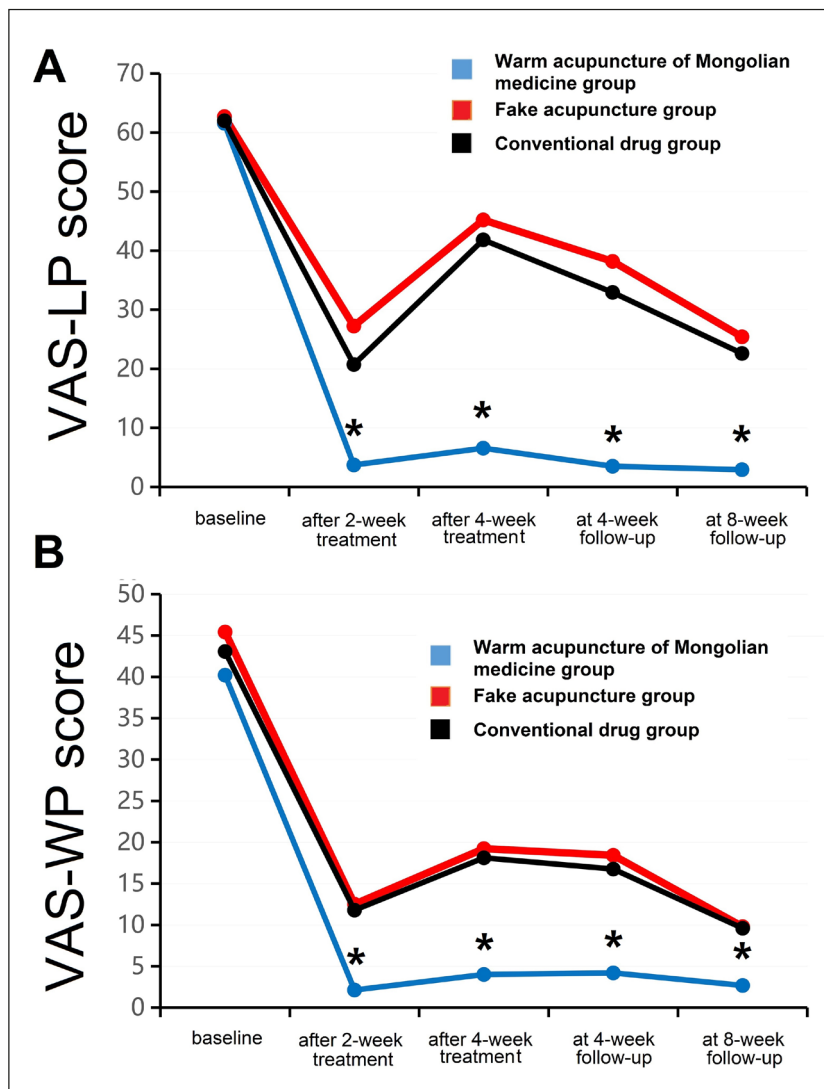 A
70
60
50
40
30
20
10
0
VAS-LP score
Warm acupuncture of Mongolian
medicine group
Fake acupuncture group
Conventional drug group
*
*
*
*
baseline
after 2-week
treatment
after 4-week
treatment
at 4-week
follow-up
at 8-week
follow-up
B
50
45
40
35
30
25
20
15
10
5
0
VAS-WP score
Warm acupuncture of Mongolian
medicine group
Fake acupuncture group
Conventional drug group
*
*
*
*
baseline
after 2-week
treatment
after 4-week
treatment
at 4-week
follow-up
at 8-week
follow-up